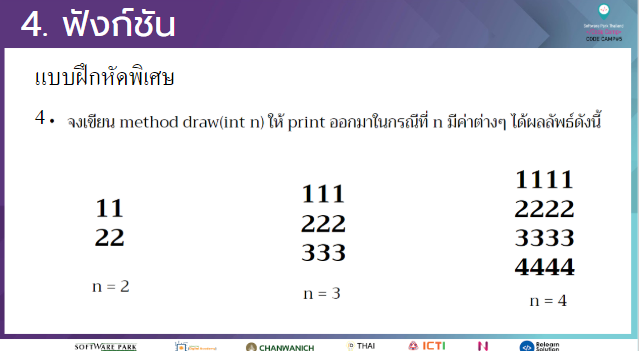 4. ฟังก์ชัน
CODE CAMPUS
แบบฝึกหัดพิเศษ
4 • จงเขียน method draw(int n) ให้ print ออกมาในกรณีที่ n มีค่าต่างๆ ได้ผลลัพธ์ดังนี้
11
22
n = 2
111
222
333
n = 3
1111
2222
3333
4444
n = 4
SOFTWARE PARK
CHANWANICH
THAI
ICTI
N
Relearn
Solution